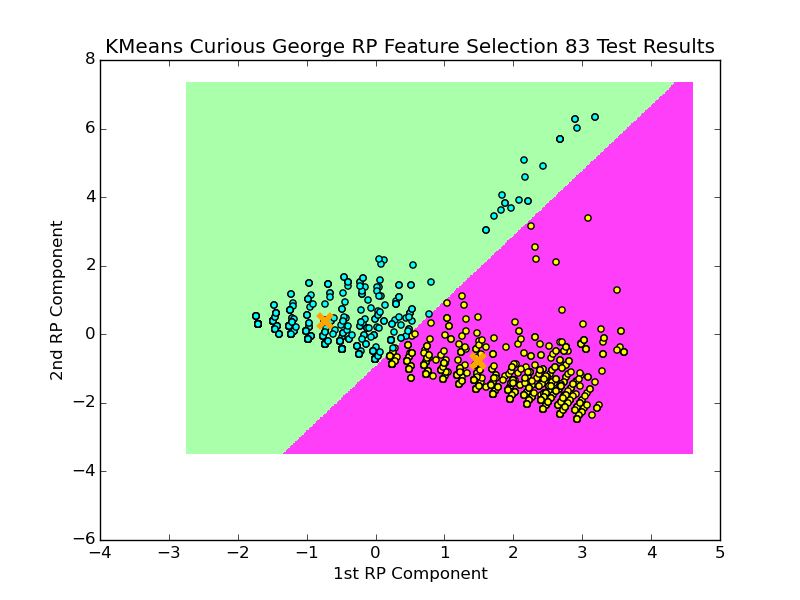 KMeans Curious George RP Feature Selection 83 Test Results
8
6
4
2
0
−2
−4
−6
2nd RP Component
−4 −3 −2 −1 0 1 2 3 4 5
1st RP Component